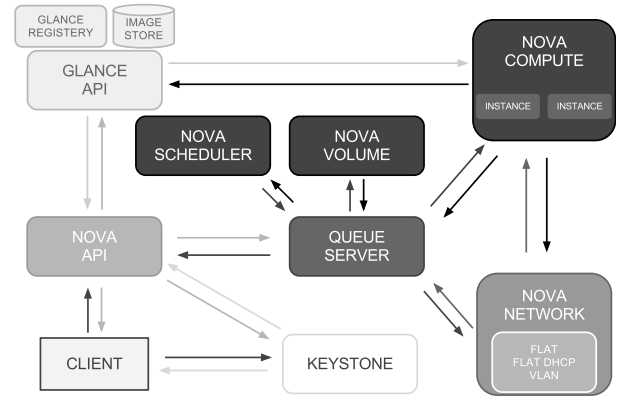 GLANCE
REGISTERY
IMAGE
STORE
GLANCE
API
NOVA
COMPUTE
INSTANCE
INSTANCE
NOVA
SCHEDULER
NOVA
VOLUME
NOVA
API
QUEUE
SERVER
NOVA
NETWORK
FLAT
FLAT DHCP
VLAN
CLIENT
KEYSTONE